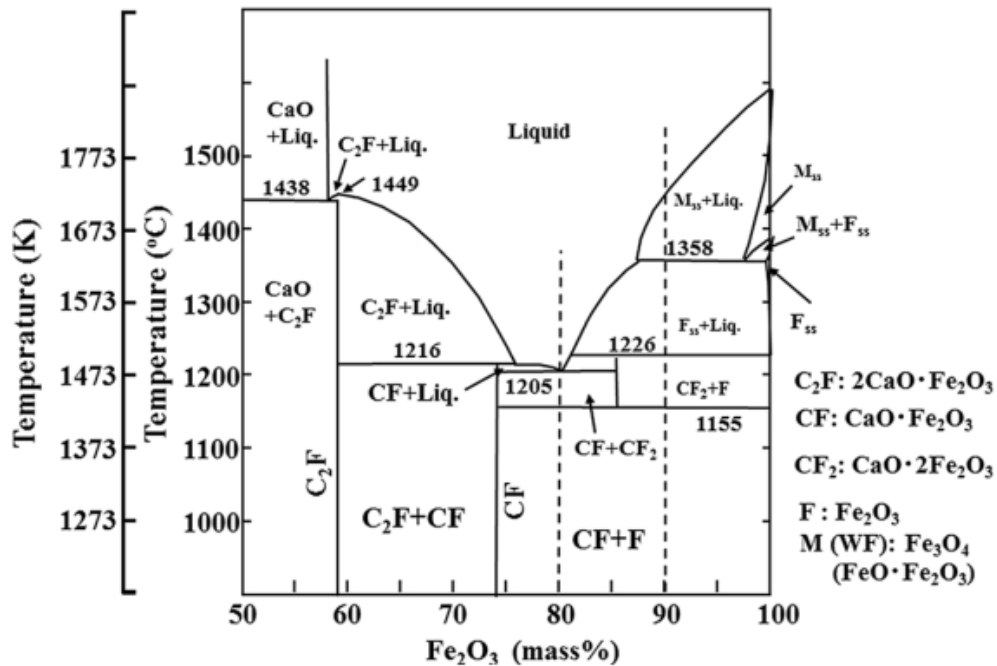 Temperature (K)
1773
1673
1573
1473
1373
1273
Temperature (°C)
1500
1400
1300
1200
1100
1000
CaO
+Liq.
C₂F+Liq.
1438
1449
Liquid
Mss+Liq.
Mss
Mss+Fss
1358
CaO
+C₂F
C₂F+Liq.
Fss+Liq.
Fss
1216
1226
CF+Liq.
1205
CF₂+F
CF+CF₂
1155
C₂F
C₂F+CF
CF
CF+F
C₂F: 2CaO·Fe₂O₃
CF: CaO·Fe₂O₃
CF₂: CaO·2Fe₂O₃
F : Fe₂O₃
M (WF): Fe₃O₄
(FeO·Fe₂O₃)
50 60 70 80 90 100
Fe₂O₃ (mass%)